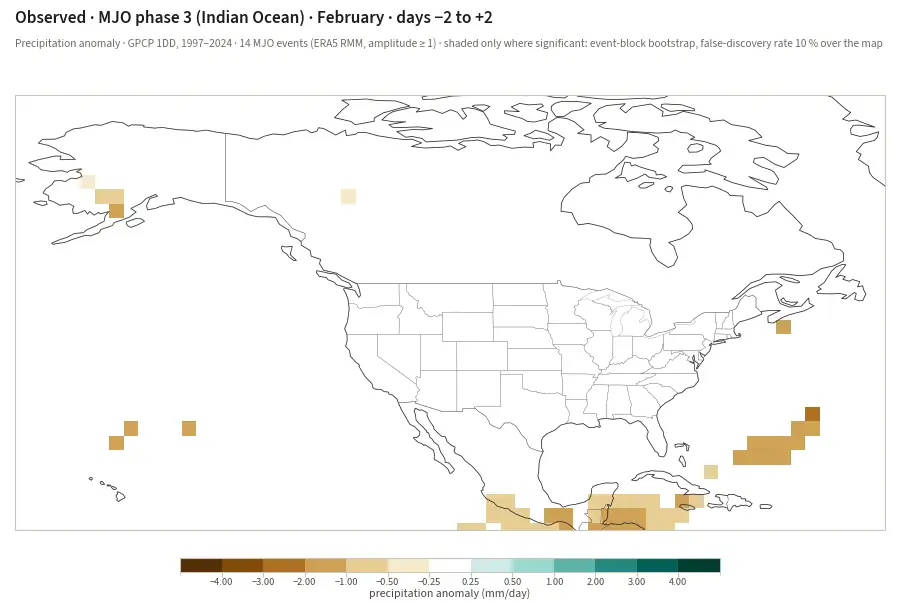 Observed · MJO phase 3 (Indian Ocean) · February · days −2 to +2
Precipitation anomaly · GPCP 1DD, 1997–2024 · 14 MJO events (ERA5 RMM, amplitude ≥ 1) · shaded only where significant: event-block bootstrap, false-discovery rate 10 % over the map
−4.00 −3.00 −2.00 −1.00 −0.50 −0.25 0.25 0.50 1.00 2.00 3.00 4.00
precipitation anomaly (mm/day)